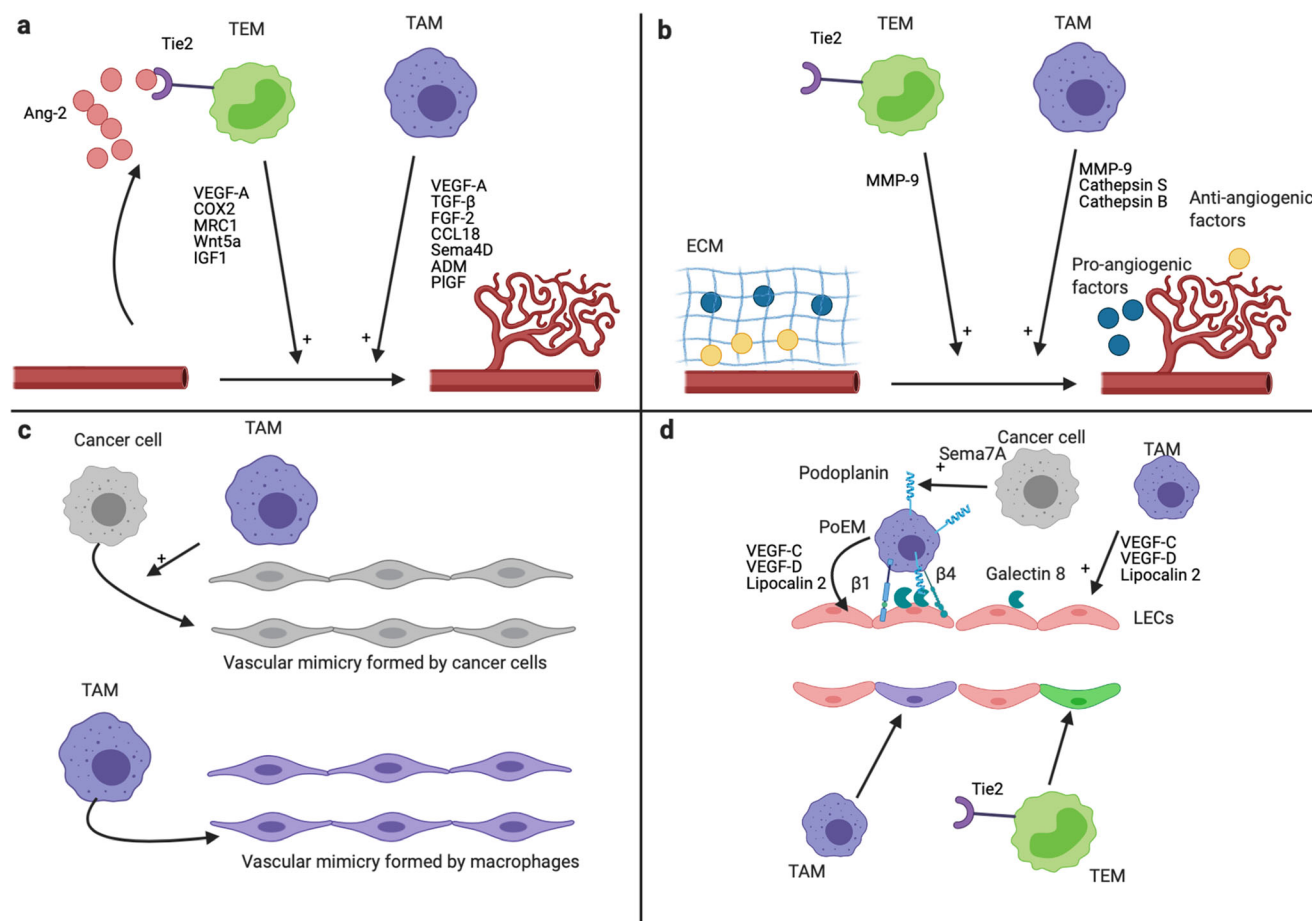 a
TEM
TAM
Tie2
Ang-2
VEGF-A
COX2
MRC1
Wnt5a
IGF1
VEGF-A
TGF-β
FGF-2
CCL18
Sema4D
ADM
PlGF
+
+
b
TEM
TAM
Tie2
MMP-9
MMP-9
Cathepsin S
Cathepsin B
Anti-angiogenic
factors
ECM
Pro-angiogenic
factors
+
+
c
Cancer cell
TAM
+
Vascular mimicry formed by cancer cells
TAM
Vascular mimicry formed by macrophages
d
Cancer cell
Sema7A
+
TAM
Podoplanin
PoEM
VEGF-C
VEGF-D
Lipocalin 2
β1
β4
Galectin 8
+
VEGF-C
VEGF-D
Lipocalin 2
LECs
Tie2
TAM
TEM